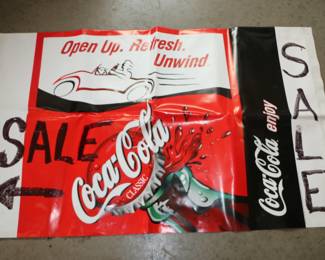 Open Up. Refresh.
Unwind
SALE
Coca-Cola
CLASSIC
Coca-Cola enjoy
SALE